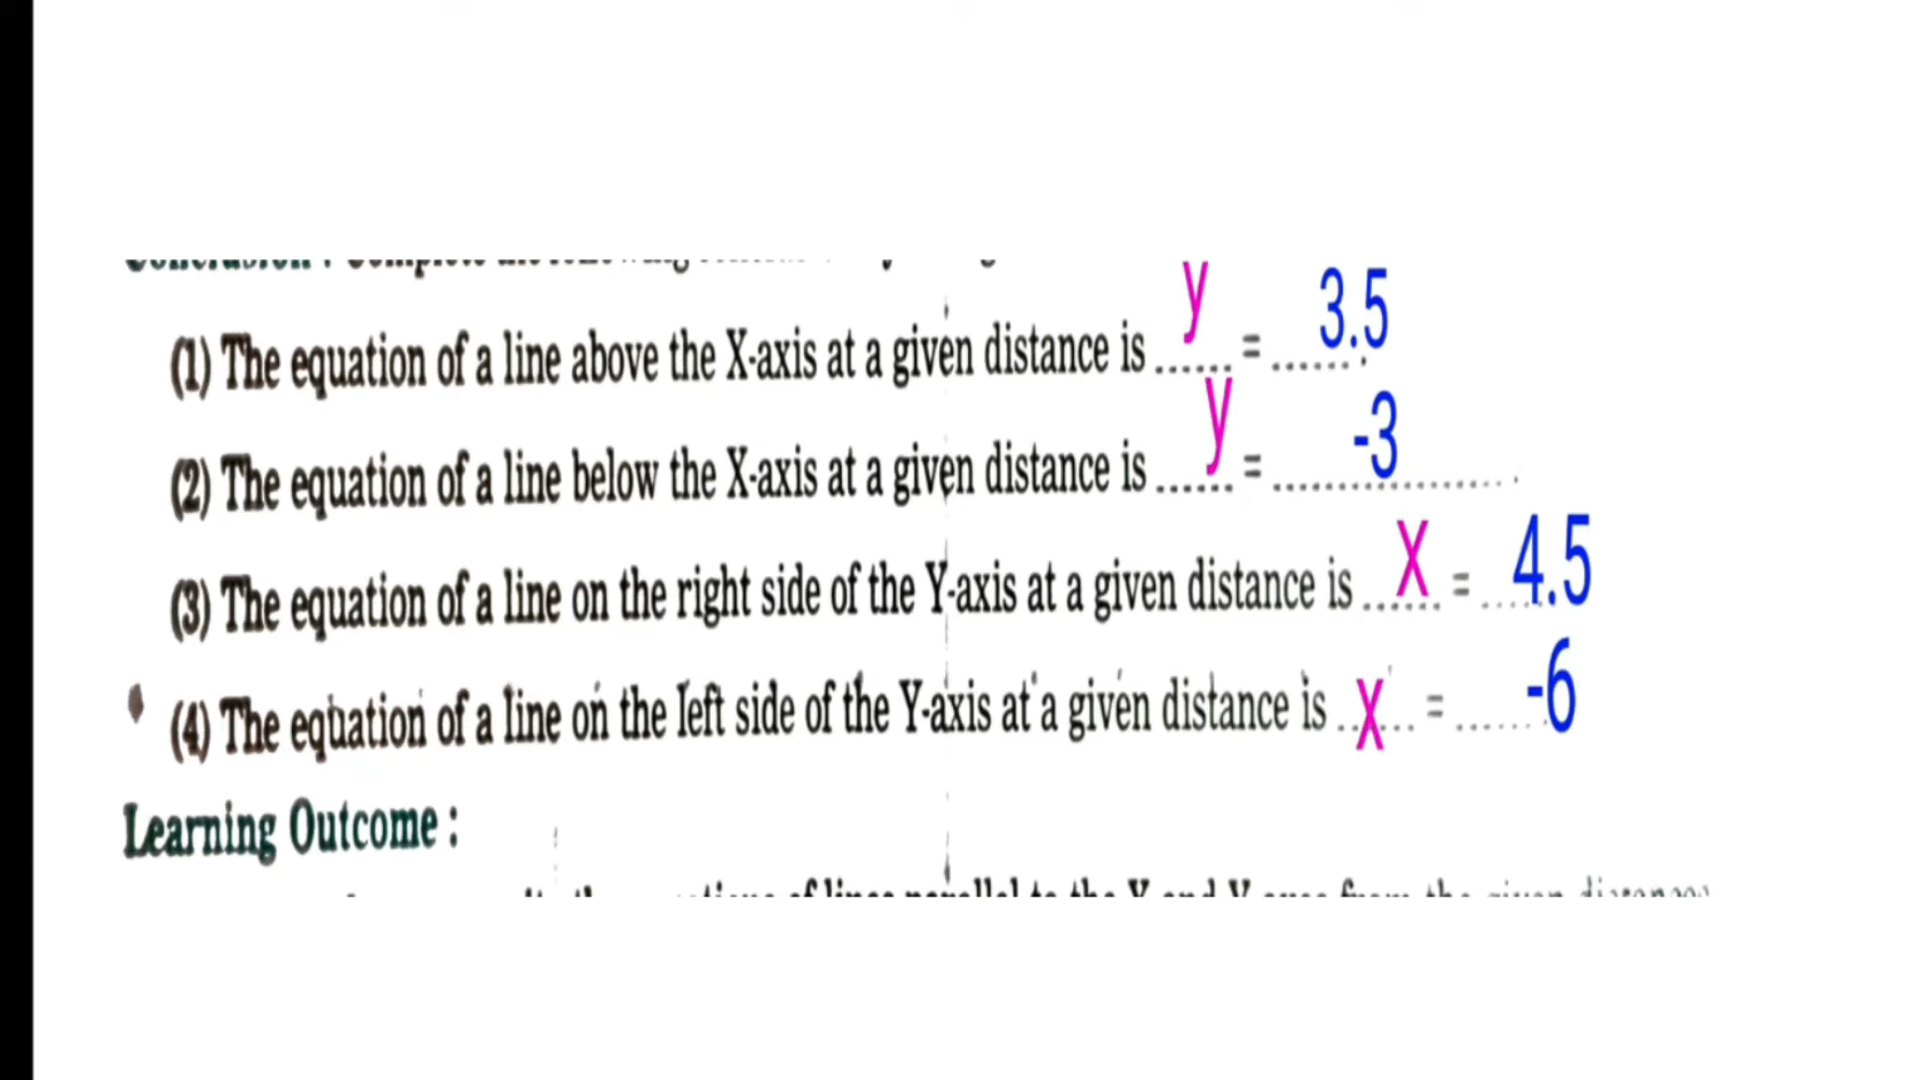 (1) The equation of a line above the X-axis at a given distance is ...... y = ...... 3.5
(2) The equation of a line below the X-axis at a given distance is ...... y = .................. -3
(3) The equation of a line on the right side of the Y-axis at a given distance is ...... X = ...... 4.5
(4) The equation of a line on the left side of the Y-axis at a given distance is ...... X = ...... -6
Learning Outcome :